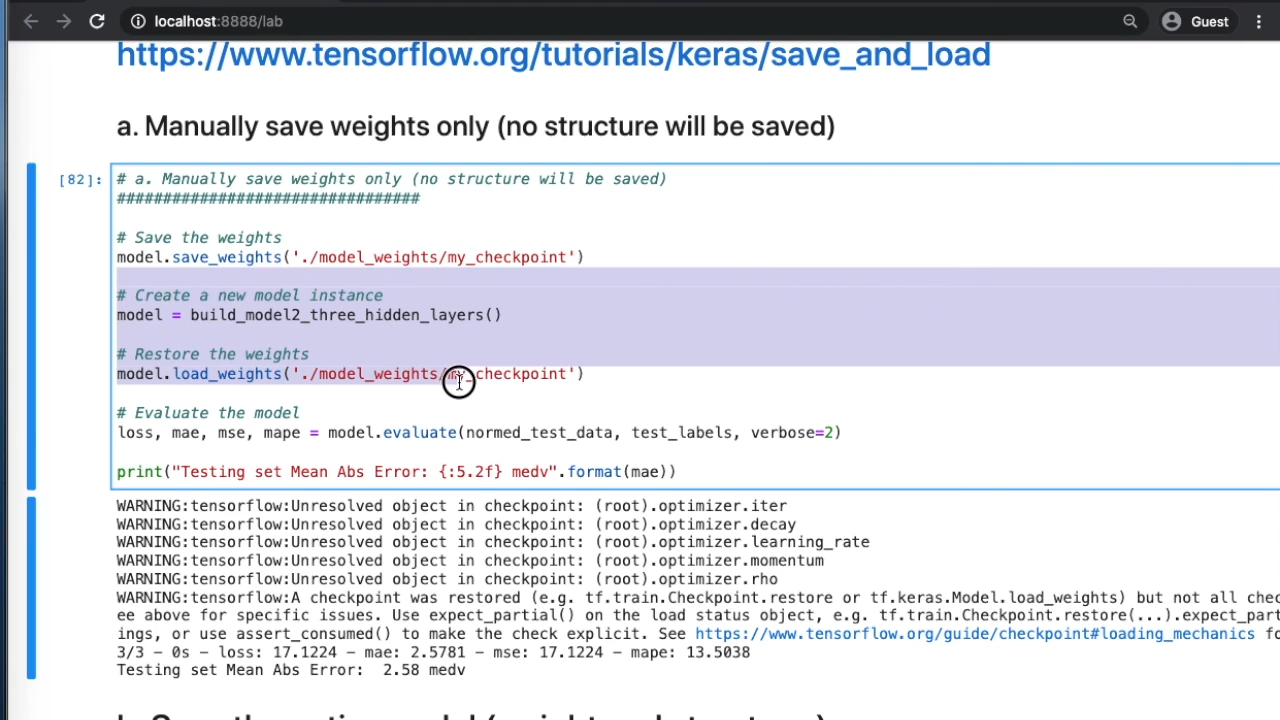 localhost:8888/lab
Guest
https://www.tensorflow.org/tutorials/keras/save_and_load
a. Manually save weights only (no structure will be saved)
[82]:
# a. Manually save weights only (no structure will be saved)
#################################
# Save the weights
model.save_weights('./model_weights/my_checkpoint')
# Create a new model instance
model = build_model2_three_hidden_layers()
# Restore the weights
model.load_weights('./model_weights/my_checkpoint')
# Evaluate the model
loss, mae, mse, mape = model.evaluate(normed_test_data, test_labels, verbose=2)
print("Testing set Mean Abs Error: {:5.2f} medv".format(mae))
WARNING:tensorflow:Unresolved object in checkpoint: (root).optimizer.iter
WARNING:tensorflow:Unresolved object in checkpoint: (root).optimizer.decay
WARNING:tensorflow:Unresolved object in checkpoint: (root).optimizer.learning_rate
WARNING:tensorflow:Unresolved object in checkpoint: (root).optimizer.momentum
WARNING:tensorflow:Unresolved object in checkpoint: (root).optimizer.rho
WARNING:tensorflow:A checkpoint was restored (e.g. tf.train.Checkpoint.restore or tf.keras.Model.load_weights) but not all chec
ee above for specific issues. Use expect_partial() on the load status object, e.g. tf.train.Checkpoint.restore(...).expect_part
ings, or use assert_consumed() to make the check explicit. See https://www.tensorflow.org/guide/checkpoint#loading_mechanics fo
3/3 - 0s - loss: 17.1224 - mae: 2.5781 - mse: 17.1224 - mape: 13.5038
Testing set Mean Abs Error:  2.58 medv